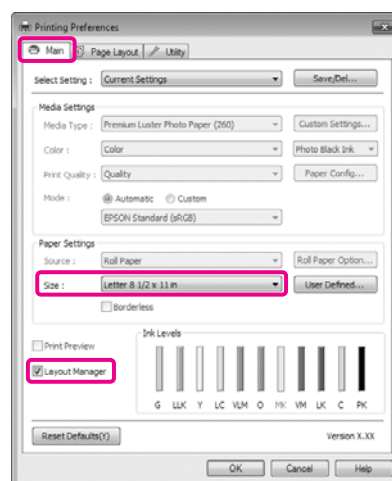 Printing Preferences
Main Page Layout Utility
Select Setting : Current Settings Save/Del...
Media Settings
Media Type : Premium Luster Photo Paper (260) Custom Settings...
Color : Color Photo Black Ink
Print Quality : Quality Paper Config...
Mode : Automatic Custom
EPSON Standard (sRGB)
Paper Settings
Source : Roll Paper Roll Paper Option...
Size : Letter 8 1/2 x 11 in User Defined...
Borderless
Ink Levels
Print Preview
Layout Manager
G LLK Y LC VLM O MK VM LK C PK
Reset Defaults(Y) Version X.XX
OK Cancel Help